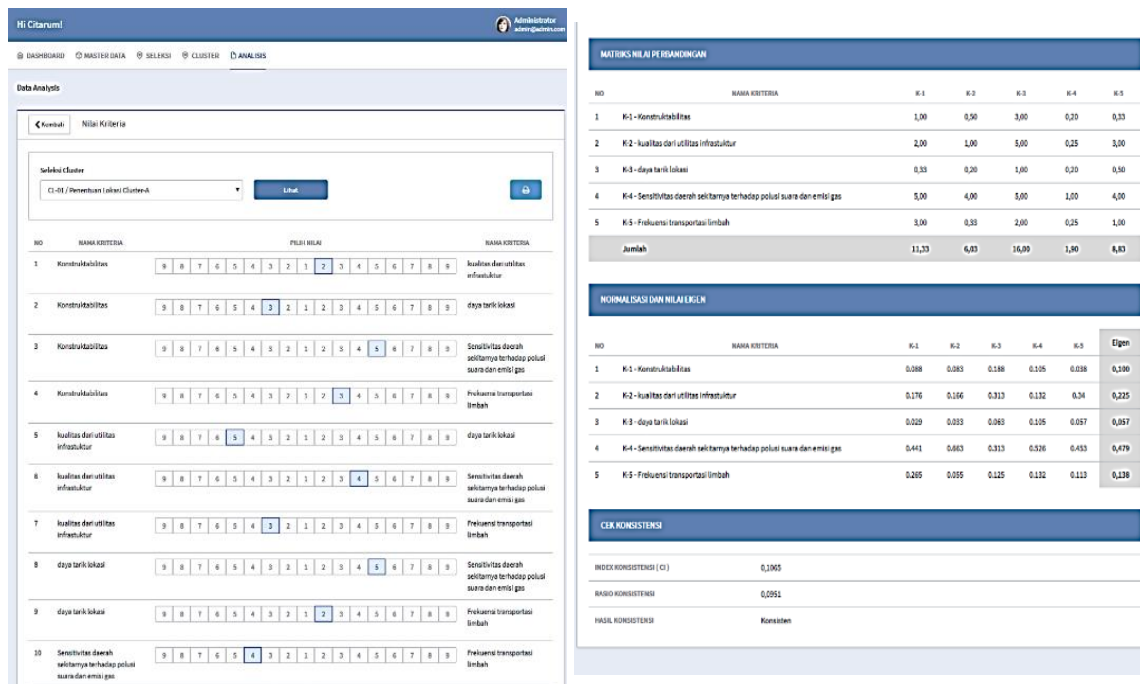 Hi Citarum!
Administrator
admin@admin.com
DASHBOARD MASTER DATA SELEKSI CLUSTER ANALISIS
Data Analysis
Kembali Nilai Kriteria
Seleksi Cluster
CL-01 / Penentuan Lokasi Cluster-A Lihat
NO NAMA KRITERIA PILIH NILAI NAMA KRITERIA
1 Konstruktabilitas 9 8 7 6 5 4 3 2 1 2 3 4 5 6 7 8 9 kualitas dari utilitas
infrastuktur
2 Konstruktabilitas 9 8 7 6 5 4 3 2 1 2 3 4 5 6 7 8 9 daya tarik lokasi
3 Konstruktabilitas 9 8 7 6 5 4 3 2 1 2 3 4 5 6 7 8 9 Sensitivitas daerah
sekitarnya terhadap polusi
suara dan emisi gas
4 Konstruktabilitas 9 8 7 6 5 4 3 2 1 2 3 4 5 6 7 8 9 Frekuensi transportasi
limbah
5 kualitas dari utilitas 9 8 7 6 5 4 3 2 1 2 3 4 5 6 7 8 9 daya tarik lokasi
infrastuktur
6 kualitas dari utilitas 9 8 7 6 5 4 3 2 1 2 3 4 5 6 7 8 9 Sensitivitas daerah
infrastuktur sekitarnya terhadap polusi
suara dan emisi gas
7 kualitas dari utilitas 9 8 7 6 5 4 3 2 1 2 3 4 5 6 7 8 9 Frekuensi transportasi
infrastuktur limbah
8 daya tarik lokasi 9 8 7 6 5 4 3 2 1 2 3 4 5 6 7 8 9 Sensitivitas daerah
sekitarnya terhadap polusi
suara dan emisi gas
9 daya tarik lokasi 9 8 7 6 5 4 3 2 1 2 3 4 5 6 7 8 9 Frekuensi transportasi
limbah
10 Sensitivitas daerah 9 8 7 6 5 4 3 2 1 2 3 4 5 6 7 8 9 Frekuensi transportasi
sekitarnya terhadap polusi limbah
suara dan emisi gas
MATRIKS NILAI PERBANDINGAN
NO NAMA KRITERIA K-1 K-2 K-3 K-4 K-5
1 K-1 - Konstruktabilitas 1,00 0,50 3,00 0,20 0,33
2 K-2 - kualitas dari utilitas infrastuktur 2,00 1,00 5,00 0,25 3,00
3 K-3 - daya tarik lokasi 0,33 0,20 1,00 0,20 0,50
4 K-4 - Sensitivitas daerah sekitarnya terhadap polusi suara dan emisi gas 5,00 4,00 5,00 1,00 4,00
5 K-5 - Frekuensi transportasi limbah 3,00 0,33 2,00 0,25 1,00
Jumlah 11,33 6,03 16,00 1,90 8,83
NORMALISASI DAN NILAI EIGEN
NO NAMA KRITERIA K-1 K-2 K-3 K-4 K-5 Eigen
1 K-1 - Konstruktabilitas 0.088 0.083 0.188 0.105 0.038 0,100
2 K-2 - kualitas dari utilitas infrastuktur 0.176 0.166 0.313 0.132 0.34 0,225
3 K-3 - daya tarik lokasi 0.029 0.033 0.063 0.105 0.057 0,057
4 K-4 - Sensitivitas daerah sekitarnya terhadap polusi suara dan emisi gas 0.441 0.663 0.313 0.526 0.453 0,479
5 K-5 - Frekuensi transportasi limbah 0.265 0.055 0.125 0.132 0.113 0,138
CEK KONSISTENSI
INDEX KONSISTENSI ( CI ) 0,1065
RASIO KONSISTENSI 0,0951
HASIL KONSISTENSI Konsisten